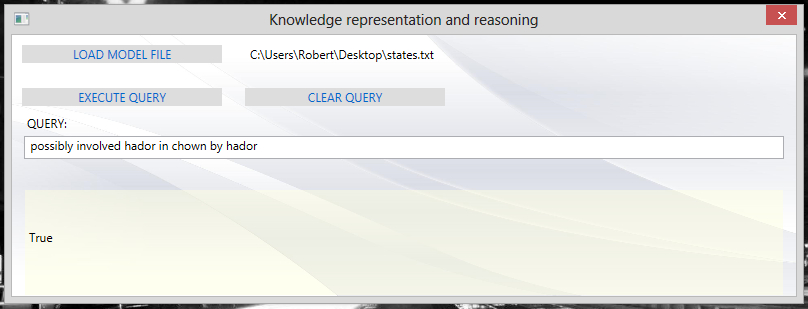 Knowledge representation and reasoning
LOAD MODEL FILE C:\Users\Robert\Desktop\states.txt
EXECUTE QUERY CLEAR QUERY
QUERY:
possibly involved hador in chown by hador
True